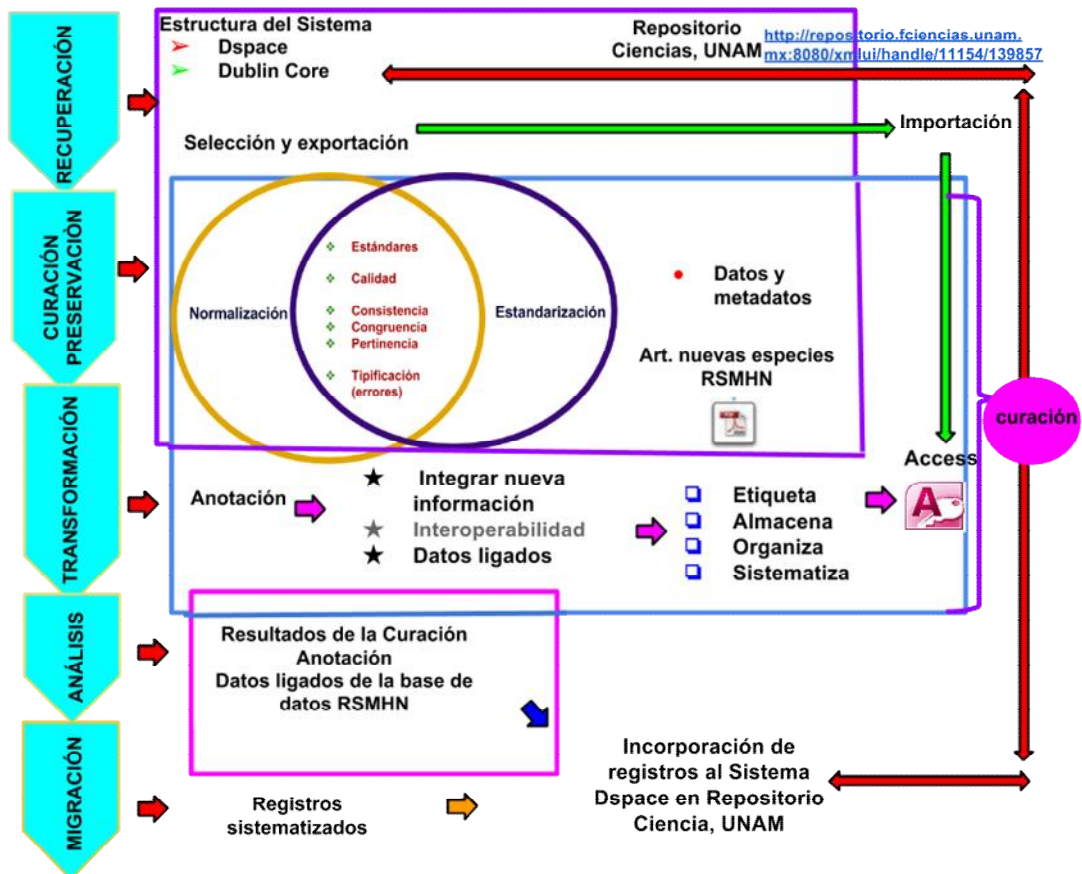 RECUPERACIÓN
Estructura del Sistema
Dspace
Dublin Core
Repositorio
Ciencias, UNAM
http://repositorio.fciencias.unam.
mx:8080/xmlui/handle/11154/139857
Selección y exportación
Importación
CURACIÓN
PRESERVACIÓN
Normalización
Estándares
Calidad
Consistencia
Congruencia
Pertinencia
Tipificación
(errores)
Estandarización
Datos y
metadatos
Art. nuevas especies
RSMHN
PDF
curación
TRANSFORMACIÓN
Anotación
Integrar nueva
información
Interoperabilidad
Datos ligados
Etiqueta
Almacena
Organiza
Sistematiza
Access
A
ANÁLISIS
Resultados de la Curación
Anotación
Datos ligados de la base de
datos RSMHN
MIGRACIÓN
Registros
sistematizados
Incorporación de
registros al Sistema
Dspace en Repositorio
Ciencia, UNAM